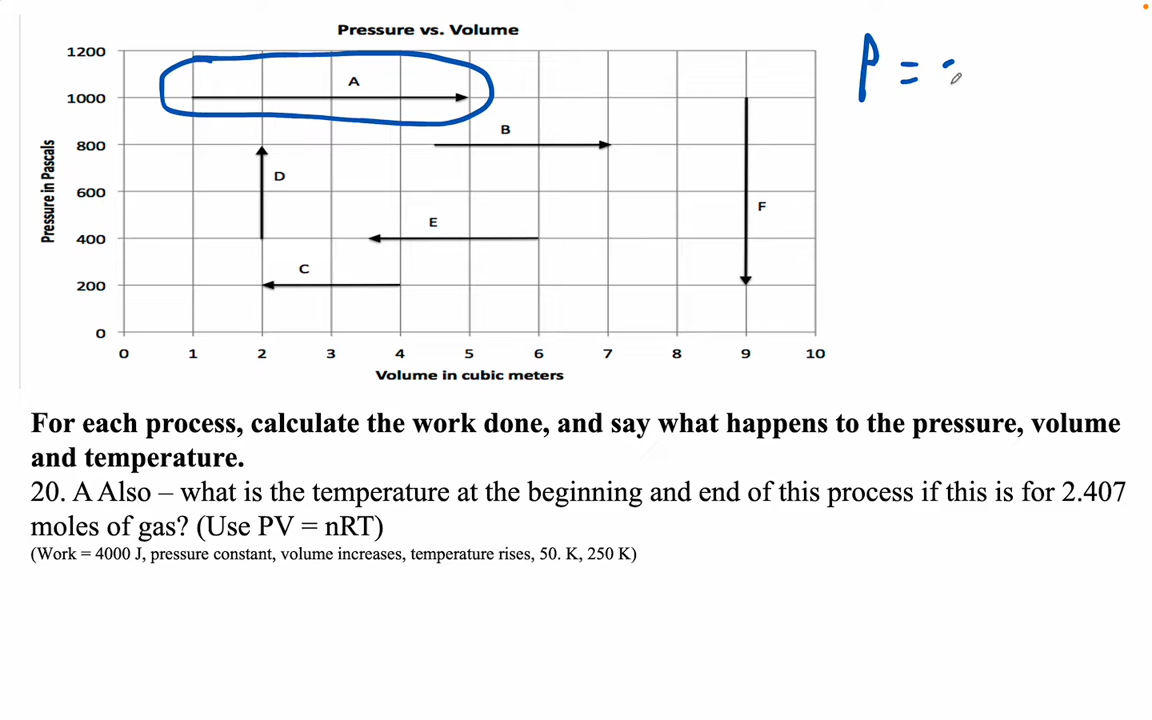 Pressure vs. Volume
P =
1200
A
1000
B
800
D
600
F
E
400
C
200
0
0 1 2 3 4 5 6 7 8 9 10
Volume in cubic meters
Pressure in Pascals
For each process, calculate the work done, and say what happens to the pressure, volume
and temperature.
20. A Also – what is the temperature at the beginning and end of this process if this is for 2.407
moles of gas? (Use PV = nRT)
(Work = 4000 J, pressure constant, volume increases, temperature rises, 50. K, 250 K)